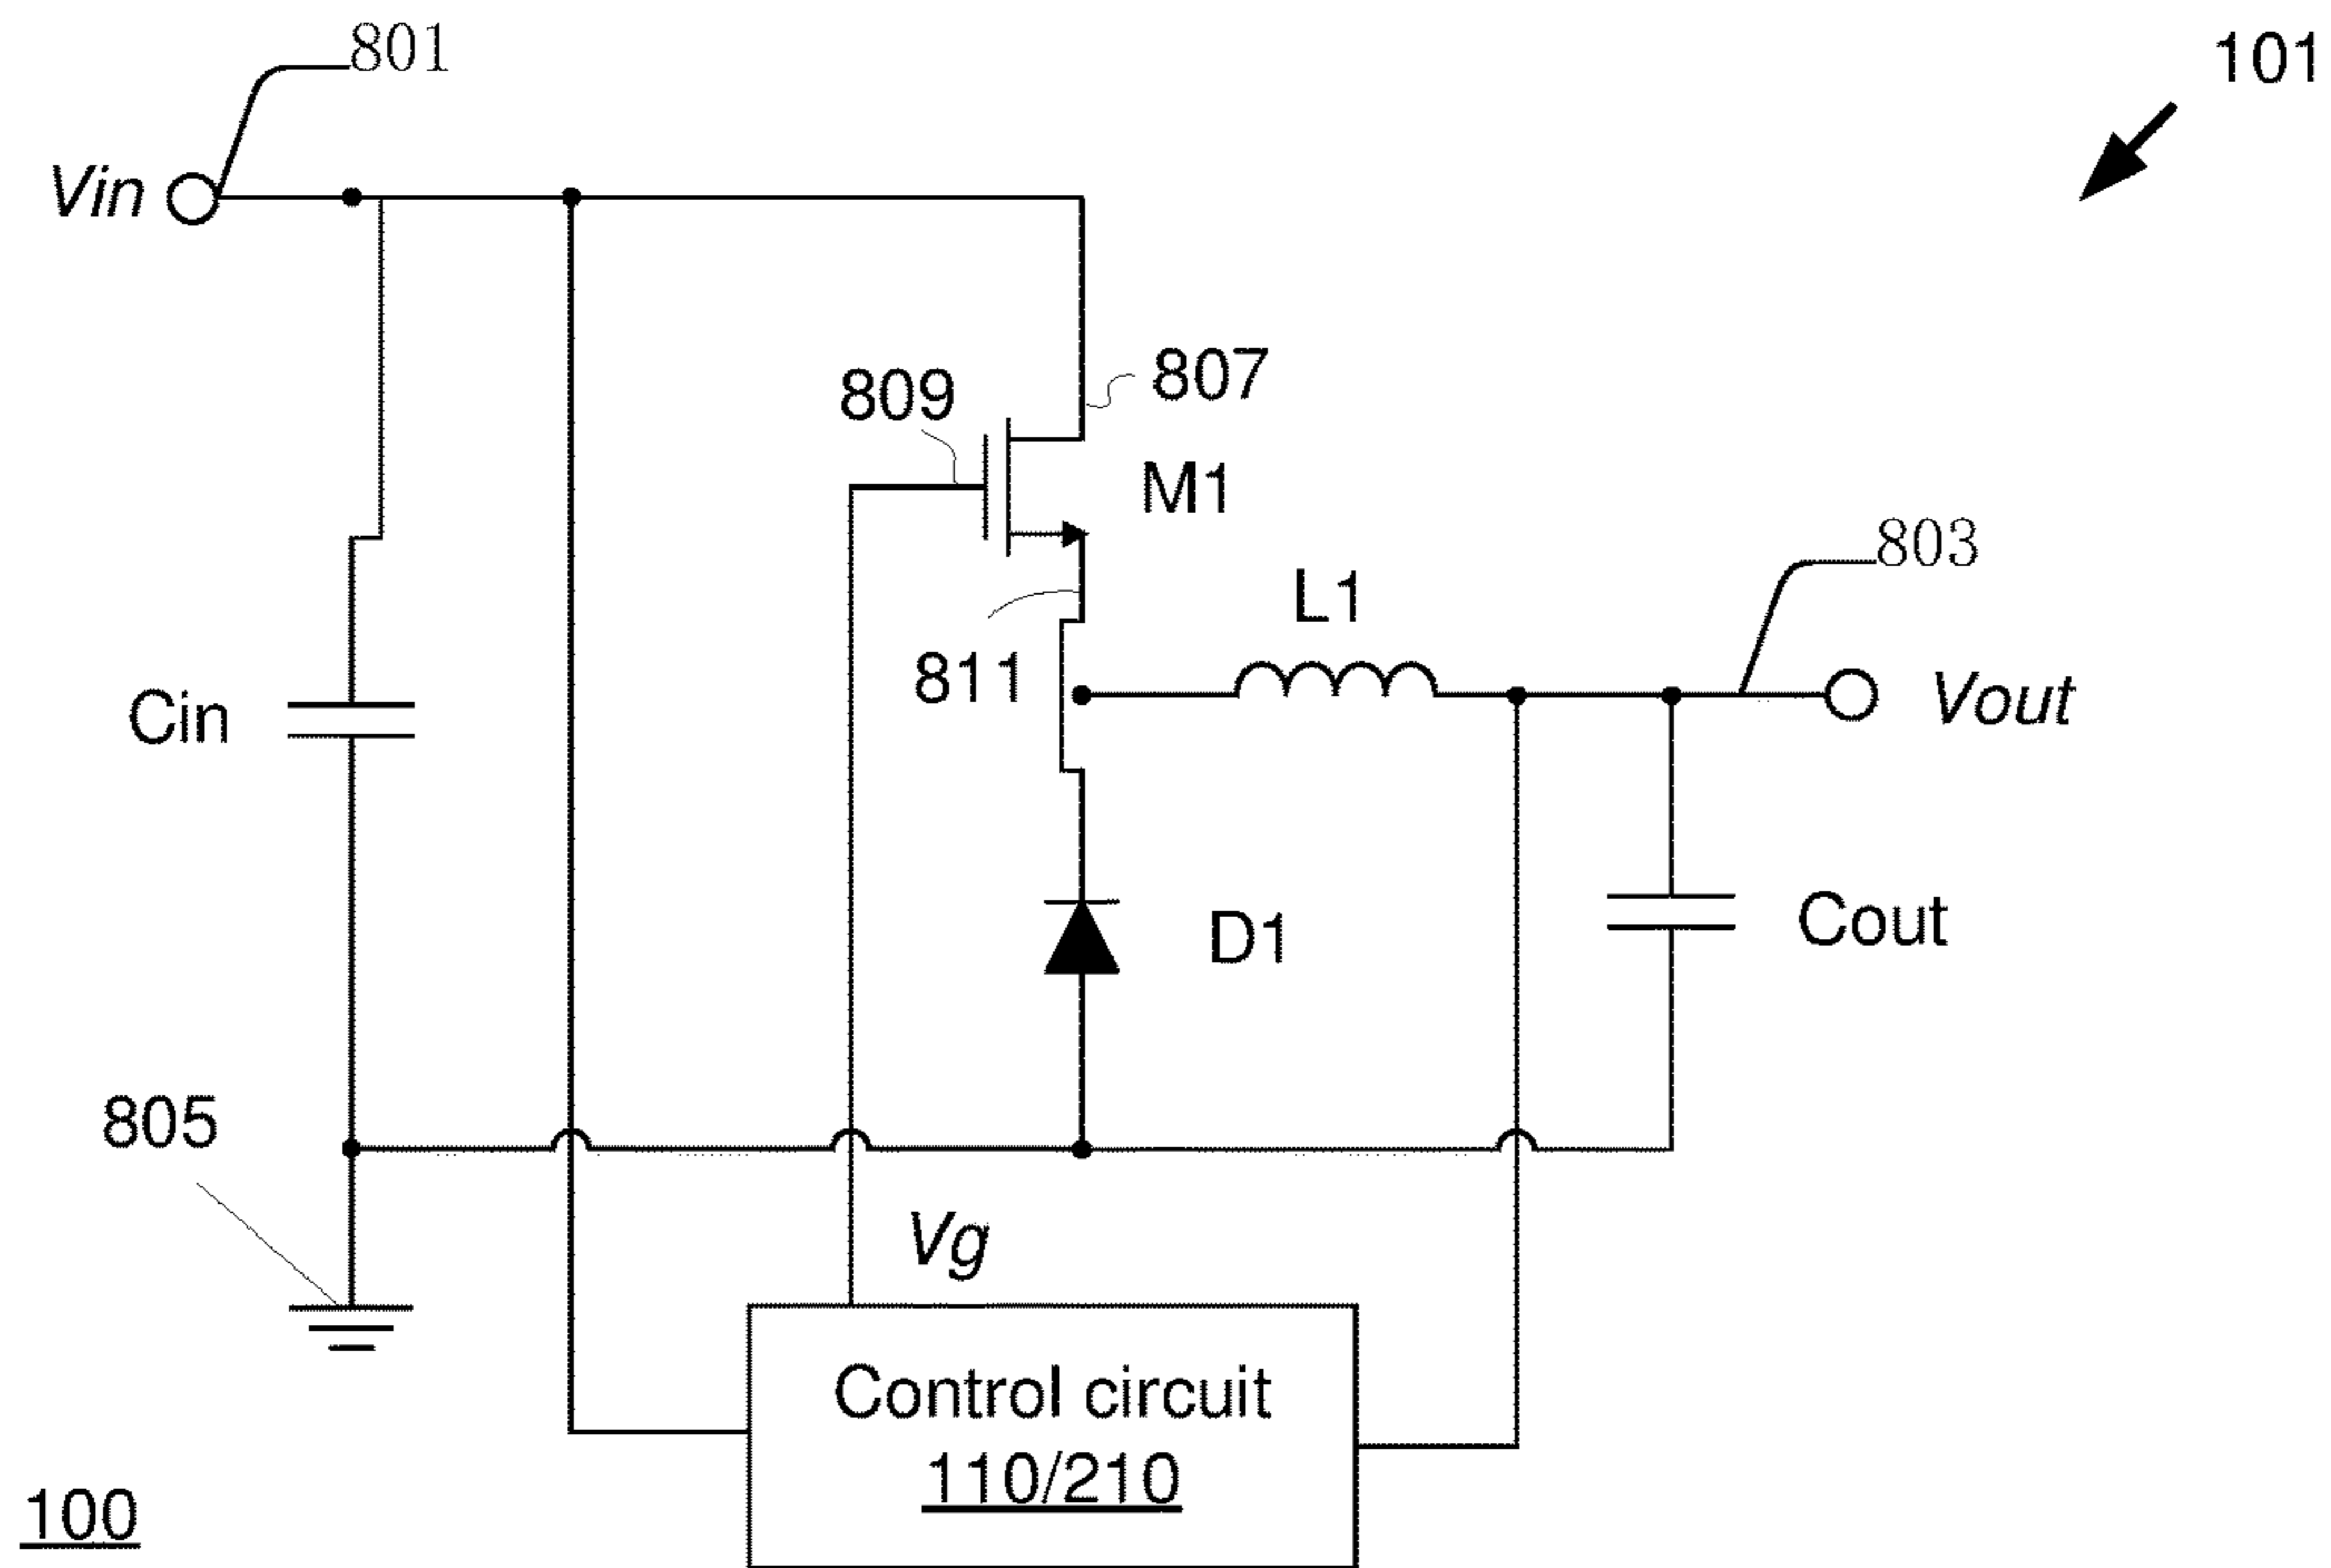 801
101
Vin
807
809
M1
803
L1
811
Vout
Cin
Cout
D1
805
Vg
Control circuit
110/210
100